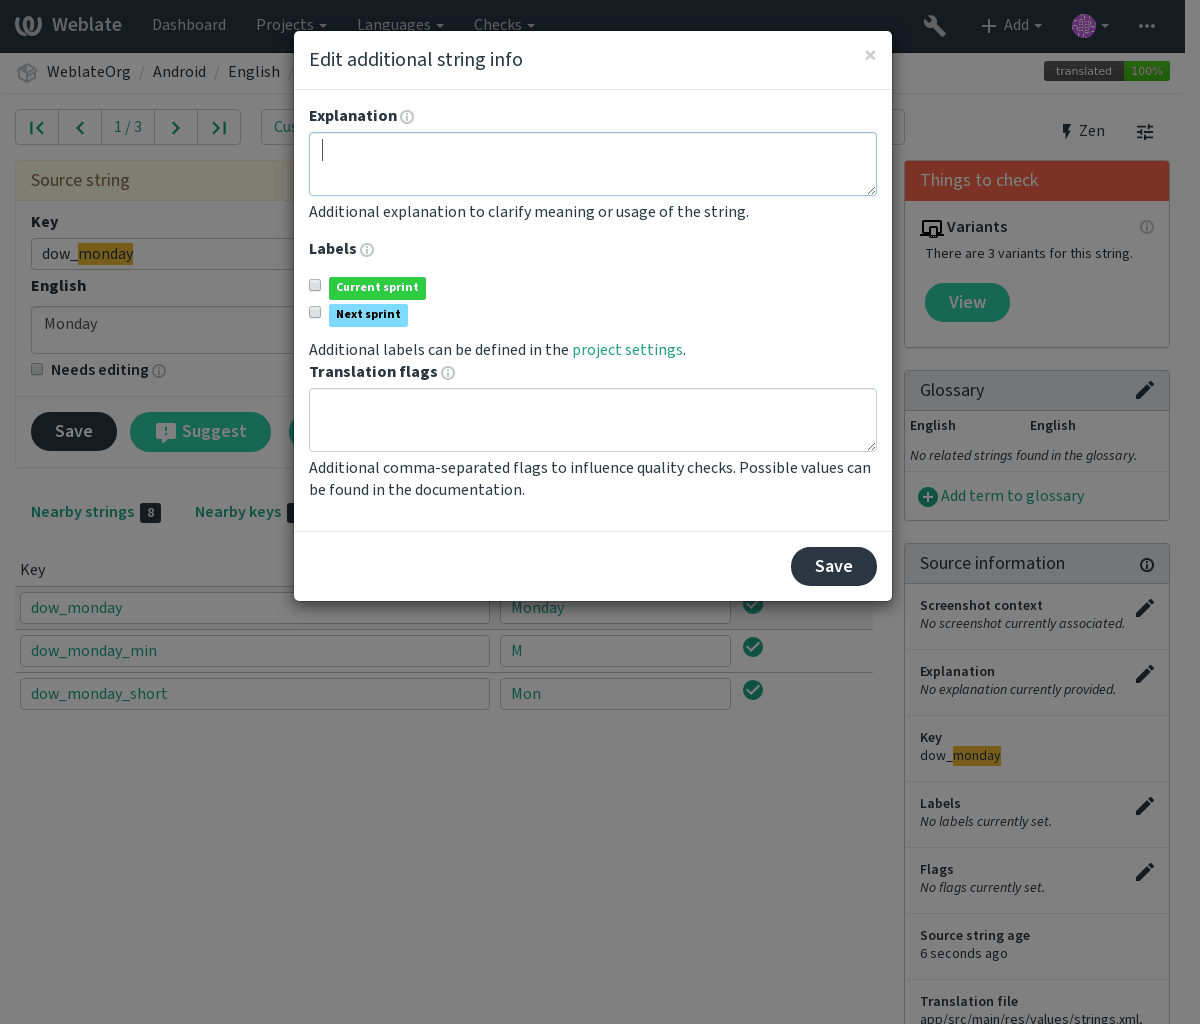 Weblate Dashboard Projects Languages Checks Add
WeblateOrg / Android / English /
translated 100%
1 / 3
Zen
Edit additional string info
×
Explanation
Additional explanation to clarify meaning or usage of the string.
Labels
Current sprint
Next sprint
Additional labels can be defined in the project settings.
Translation flags
Additional comma-separated flags to influence quality checks. Possible values can
be found in the documentation.
Save
Source string
Key
dow_monday
English
Monday
Needs editing
Save
Suggest
Nearby strings 8
Nearby keys
Key
dow_monday Monday
dow_monday_min M
dow_monday_short Mon
Things to check
Variants
There are 3 variants for this string.
View
Glossary
English English
No related strings found in the glossary.
Add term to glossary
Source information
Screenshot context
No screenshot currently associated.
Explanation
No explanation currently provided.
Key
dow_monday
Labels
No labels currently set.
Flags
No flags currently set.
Source string age
6 seconds ago
Translation file
app/src/main/res/values/strings.xml,